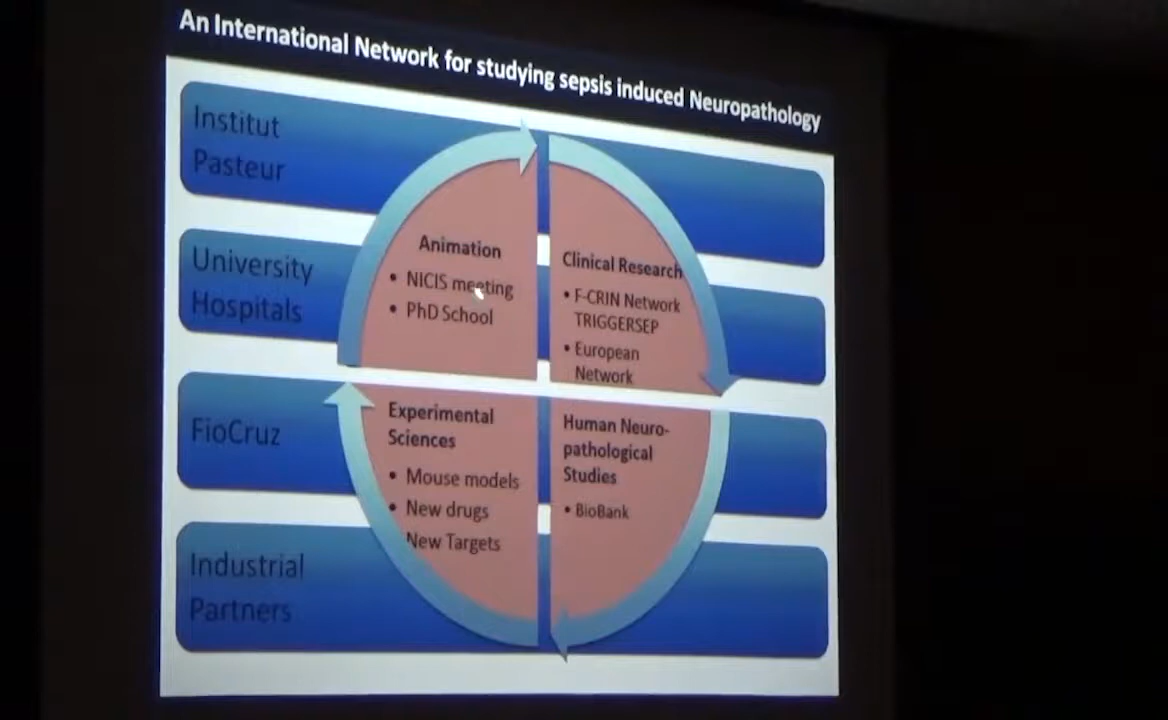 An International Network for studying sepsis induced Neuropathology
Institut
Pasteur
University
Hospitals
FioCruz
Industrial
Partners
Animation
• NICIS meeting
• PhD School
Clinical Research
• F-CRIN Network
TRIGGERSEP
• European
Network
Experimental
Sciences
• Mouse models
• New drugs
New Targets
Human Neuro-
pathological
Studies
• BioBank